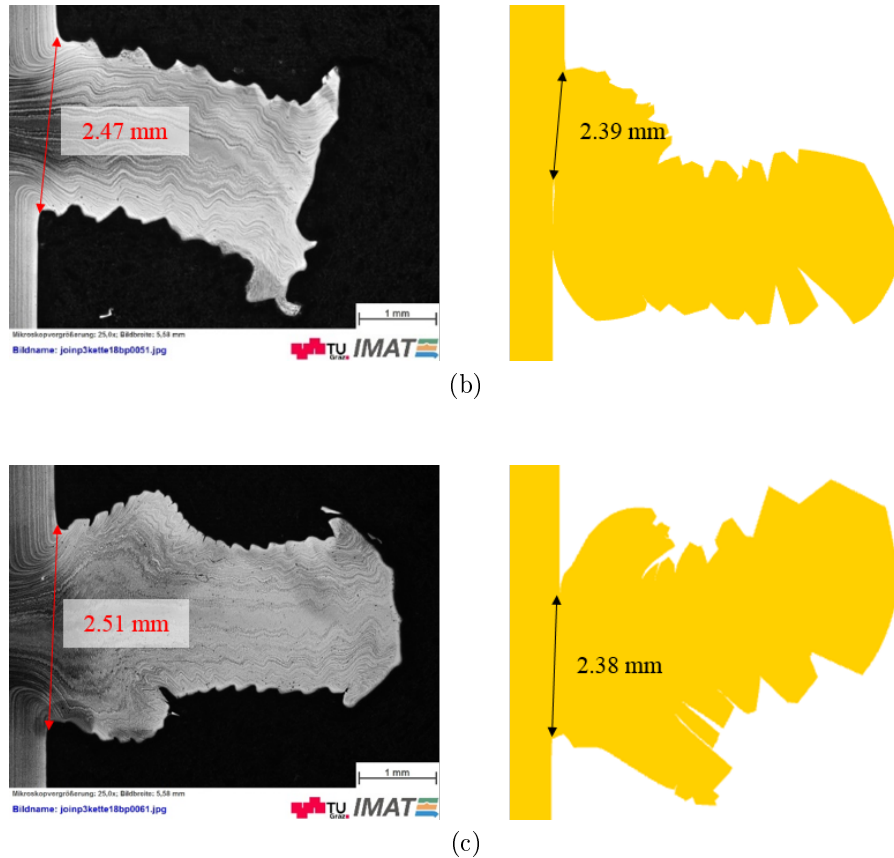 2.47 mm
2.39 mm
1 mm
Mikroskopvergrößerung: 25,0x; Bildbreite: 5,58 mm
Bildname: joinp3kette18bp0051.jpg
TU Graz IMAT
(b)
2.51 mm
2.38 mm
1 mm
Mikroskopvergrößerung: 25,0x; Bildbreite: 5,58 mm
Bildname: joinp3kette18bp0061.jpg
TU Graz IMAT
(c)